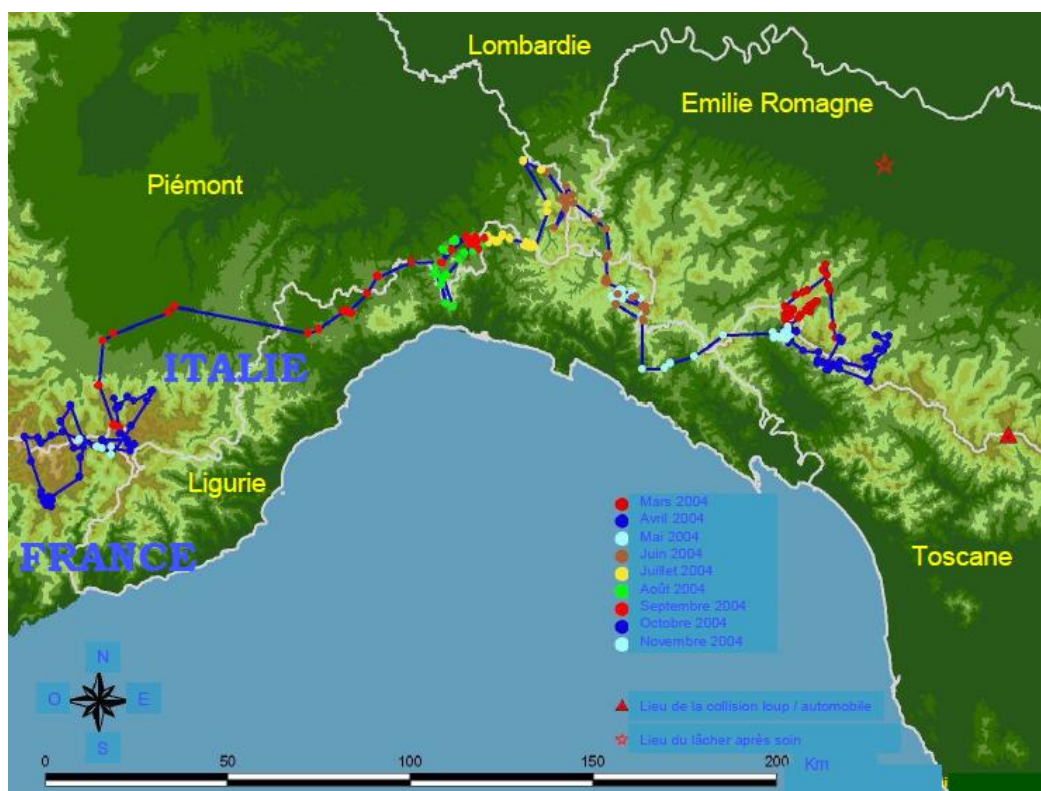 Lombardie
Emilie Romagne
Piémont
ITALIE
Ligurie
FRANCE
Toscane
Mars 2004
Avril 2004
Mai 2004
Juin 2004
Juillet 2004
Août 2004
Septembre 2004
Octobre 2004
Novembre 2004
N
O E
S
Lieu de la collision loup / automobile
Lieu du lâcher après soin
0 50 100 150 200 Km